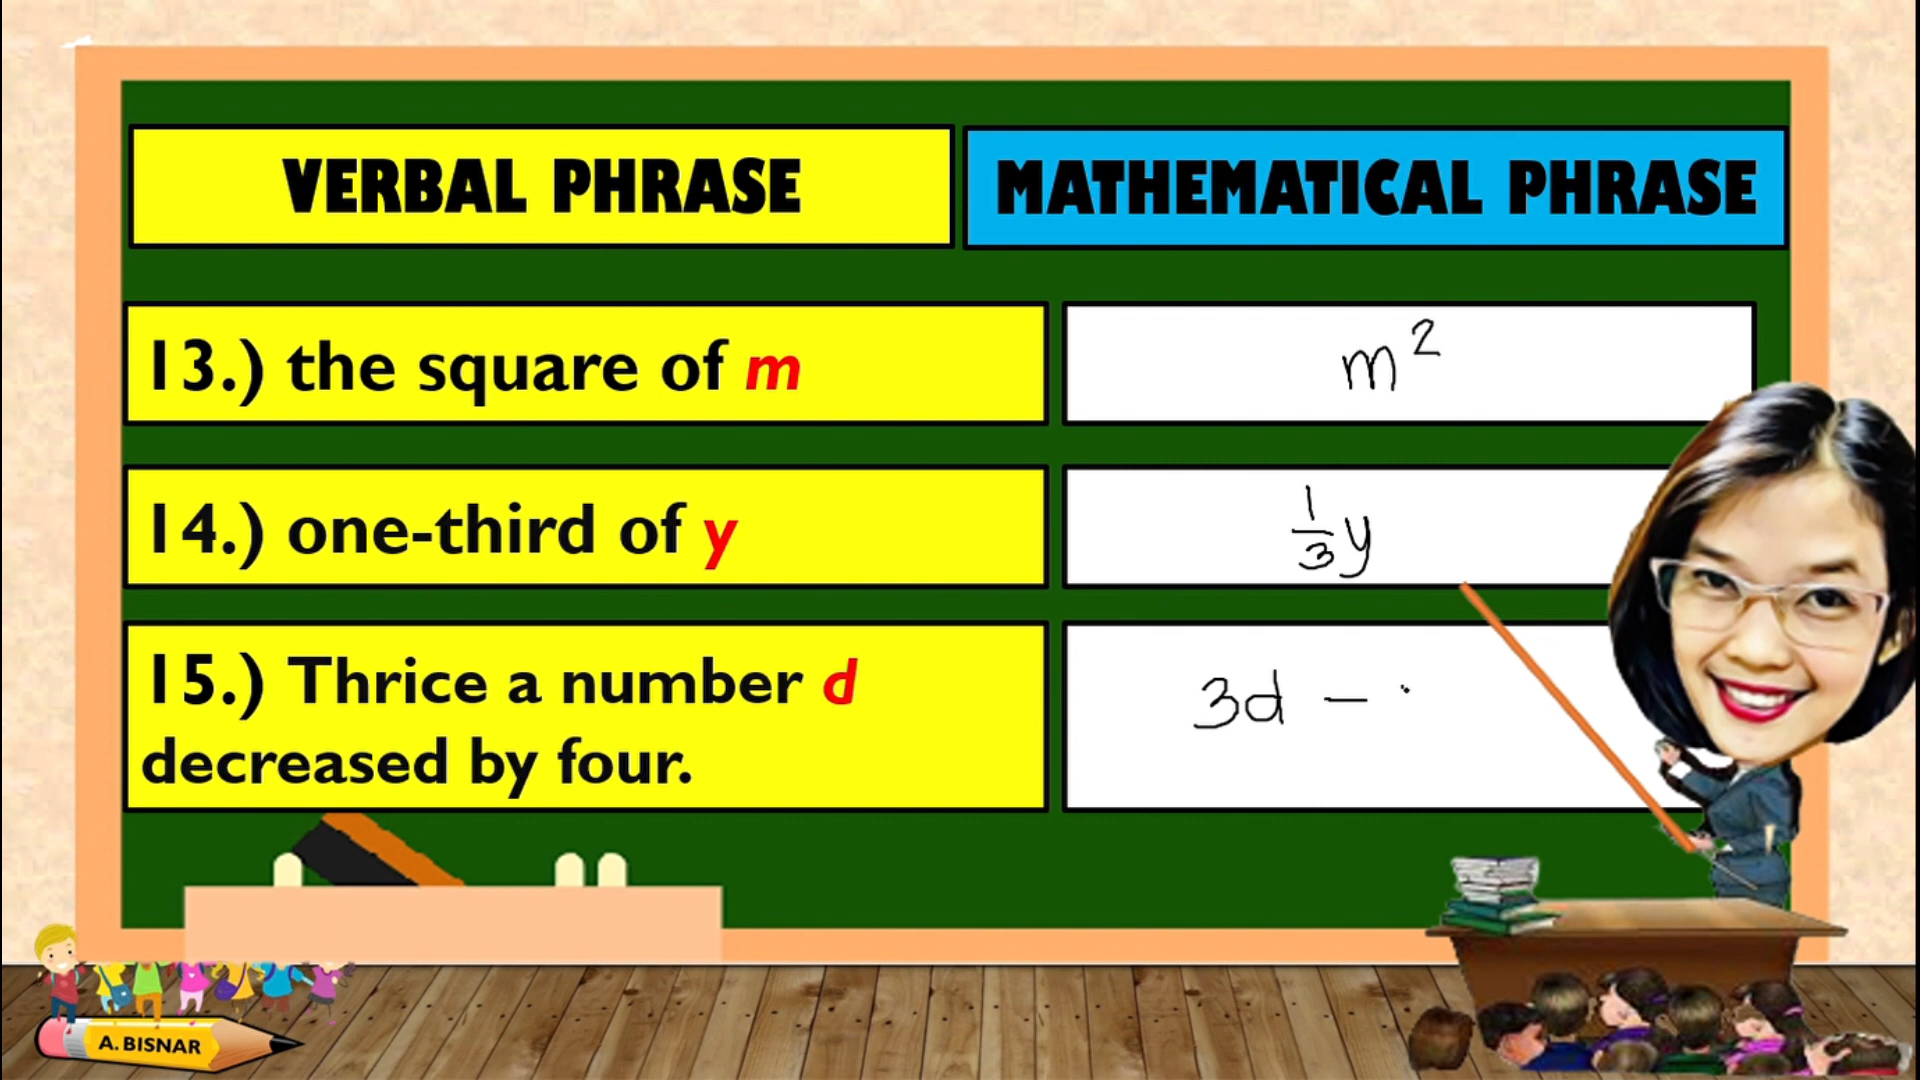 VERBAL PHRASE
MATHEMATICAL PHRASE
13.) the square of m
m²
14.) one-third of y
1/3 y
15.) Thrice a number d
decreased by four.
3d –
A. BISNAR